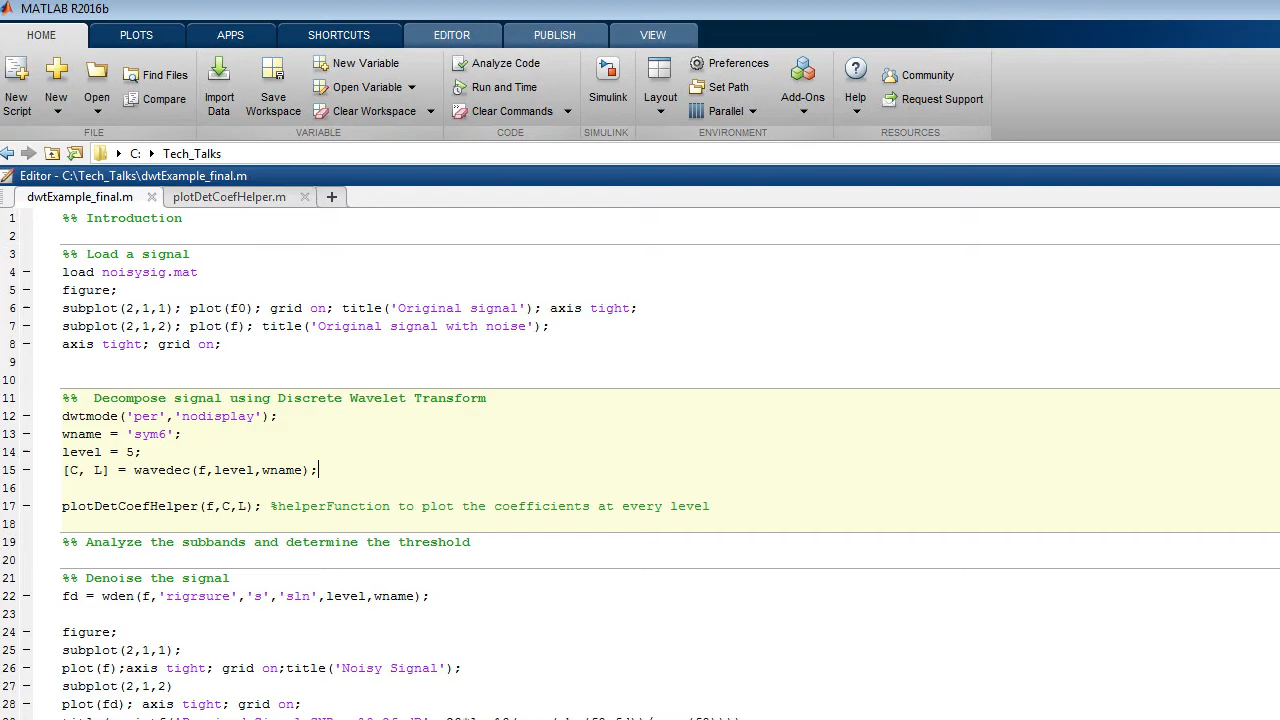 MATLAB R2016b
HOME PLOTS APPS SHORTCUTS EDITOR PUBLISH VIEW
New Script New Open Find Files Compare Import Data Save Workspace New Variable Open Variable Clear Workspace Analyze Code Run and Time Clear Commands Simulink Layout Preferences Set Path Parallel Add-Ons Help Community Request Support
FILE VARIABLE CODE SIMULINK ENVIRONMENT RESOURCES
C: Tech_Talks
Editor - C:\Tech_Talks\dwtExample_final.m
dwtExample_final.m plotDetCoefHelper.m
1 %% Introduction
2
3 %% Load a signal
4 load noisysig.mat
5 figure;
6 subplot(2,1,1); plot(f0); grid on; title('Original signal'); axis tight;
7 subplot(2,1,2); plot(f); title('Original signal with noise');
8 axis tight; grid on;
9
10
11 %%  Decompose signal using Discrete Wavelet Transform
12 dwtmode('per','nodisplay');
13 wname = 'sym6';
14 level = 5;
15 [C, L] = wavedec(f,level,wname);
16
17 plotDetCoefHelper(f,C,L); %helperFunction to plot the coefficients at every level
18
19 %% Analyze the subbands and determine the threshold
20
21 %% Denoise the signal
22 fd = wden(f,'rigrsure','s','sln',level,wname);
23
24 figure;
25 subplot(2,1,1);
26 plot(f);axis tight; grid on;title('Noisy Signal');
27 subplot(2,1,2)
28 plot(fd); axis tight; grid on;